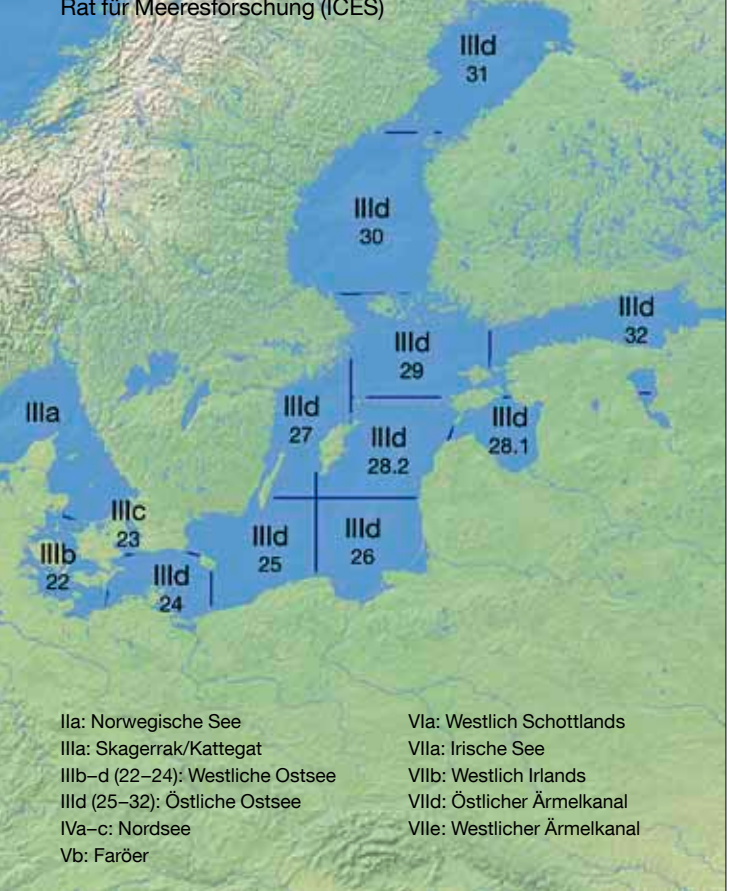 Rat für Meeresforschung (ICES)
IIId
31
IIId
30
IIId
32
IIId
29
IIIa
IIId
27
IIId
28.2
IIId
28.1
IIIc
23
IIIb
22
IIId
24
IIId
25
IIId
26
IIa: Norwegische See
IIIa: Skagerrak/Kattegat
IIIb–d (22–24): Westliche Ostsee
IIId (25–32): Östliche Ostsee
IVa–c: Nordsee
Vb: Faröer
VIa: Westlich Schottlands
VIIa: Irische See
VIIb: Westlich Irlands
VIId: Östlicher Ärmelkanal
VIIe: Westlicher Ärmelkanal